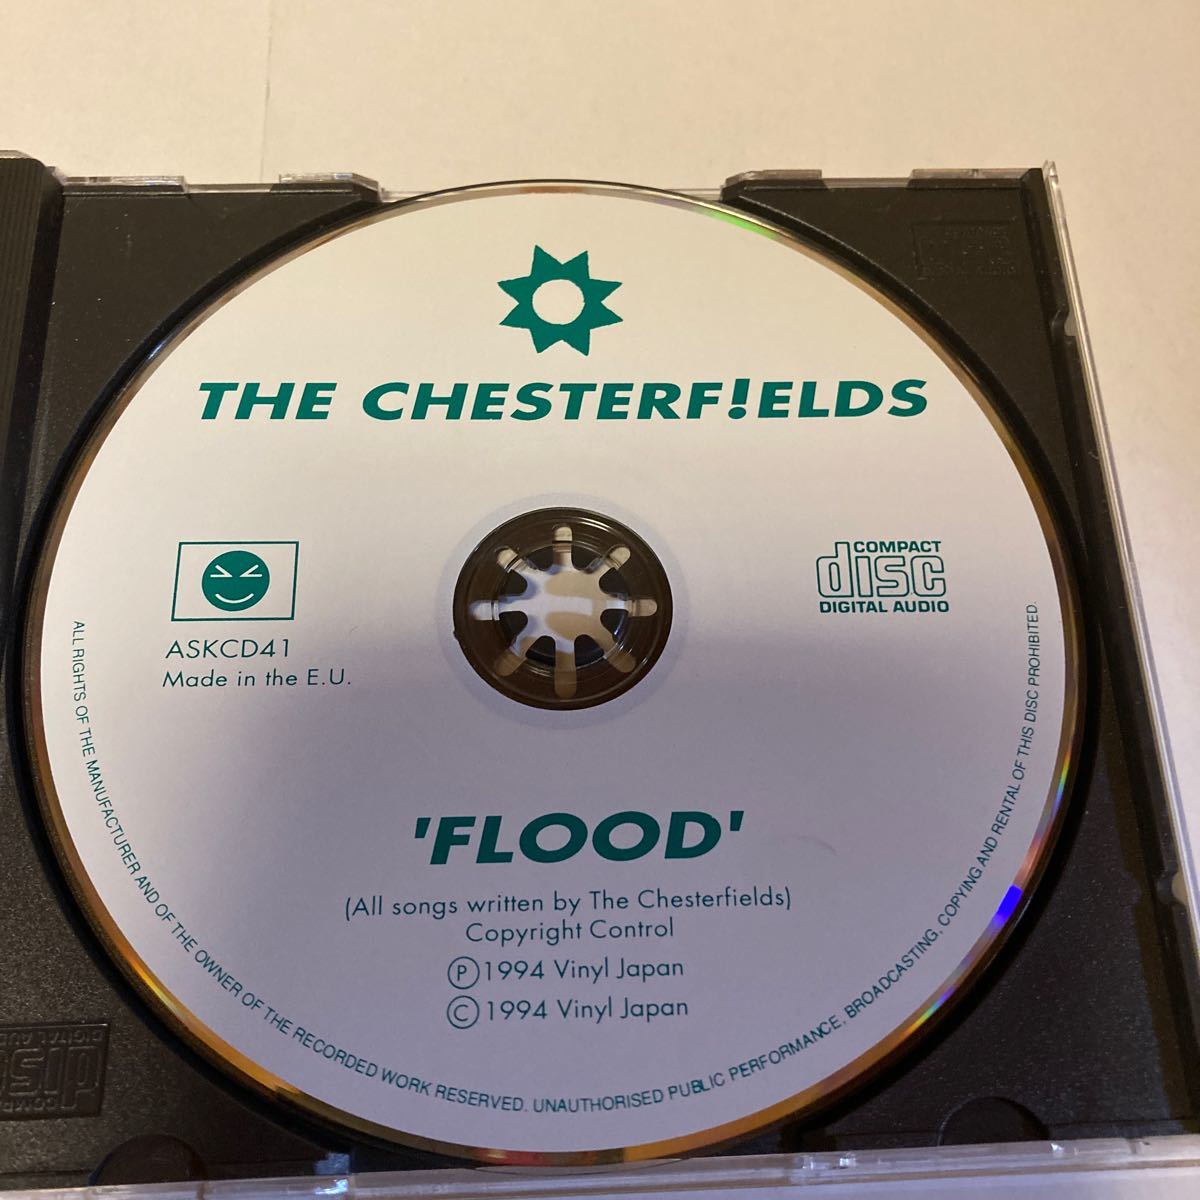 THE CHESTERF!ELDS
COMPACT
disc
DIGITAL AUDIO
ASKCD41
Made in the E.U.
'FLOOD'
(All songs written by The Chesterfields)
Copyright Control
Ⓟ1994 Vinyl Japan
©1994 Vinyl Japan
ALL RIGHTS OF THE MANUFACTURER AND OF THE OWNER OF THE RECORDED WORK RESERVED. UNAUTHORISED PUBLIC PERFORMANCE, BROADCASTING, COPYING AND RENTAL OF THIS DISC PROHIBITED.